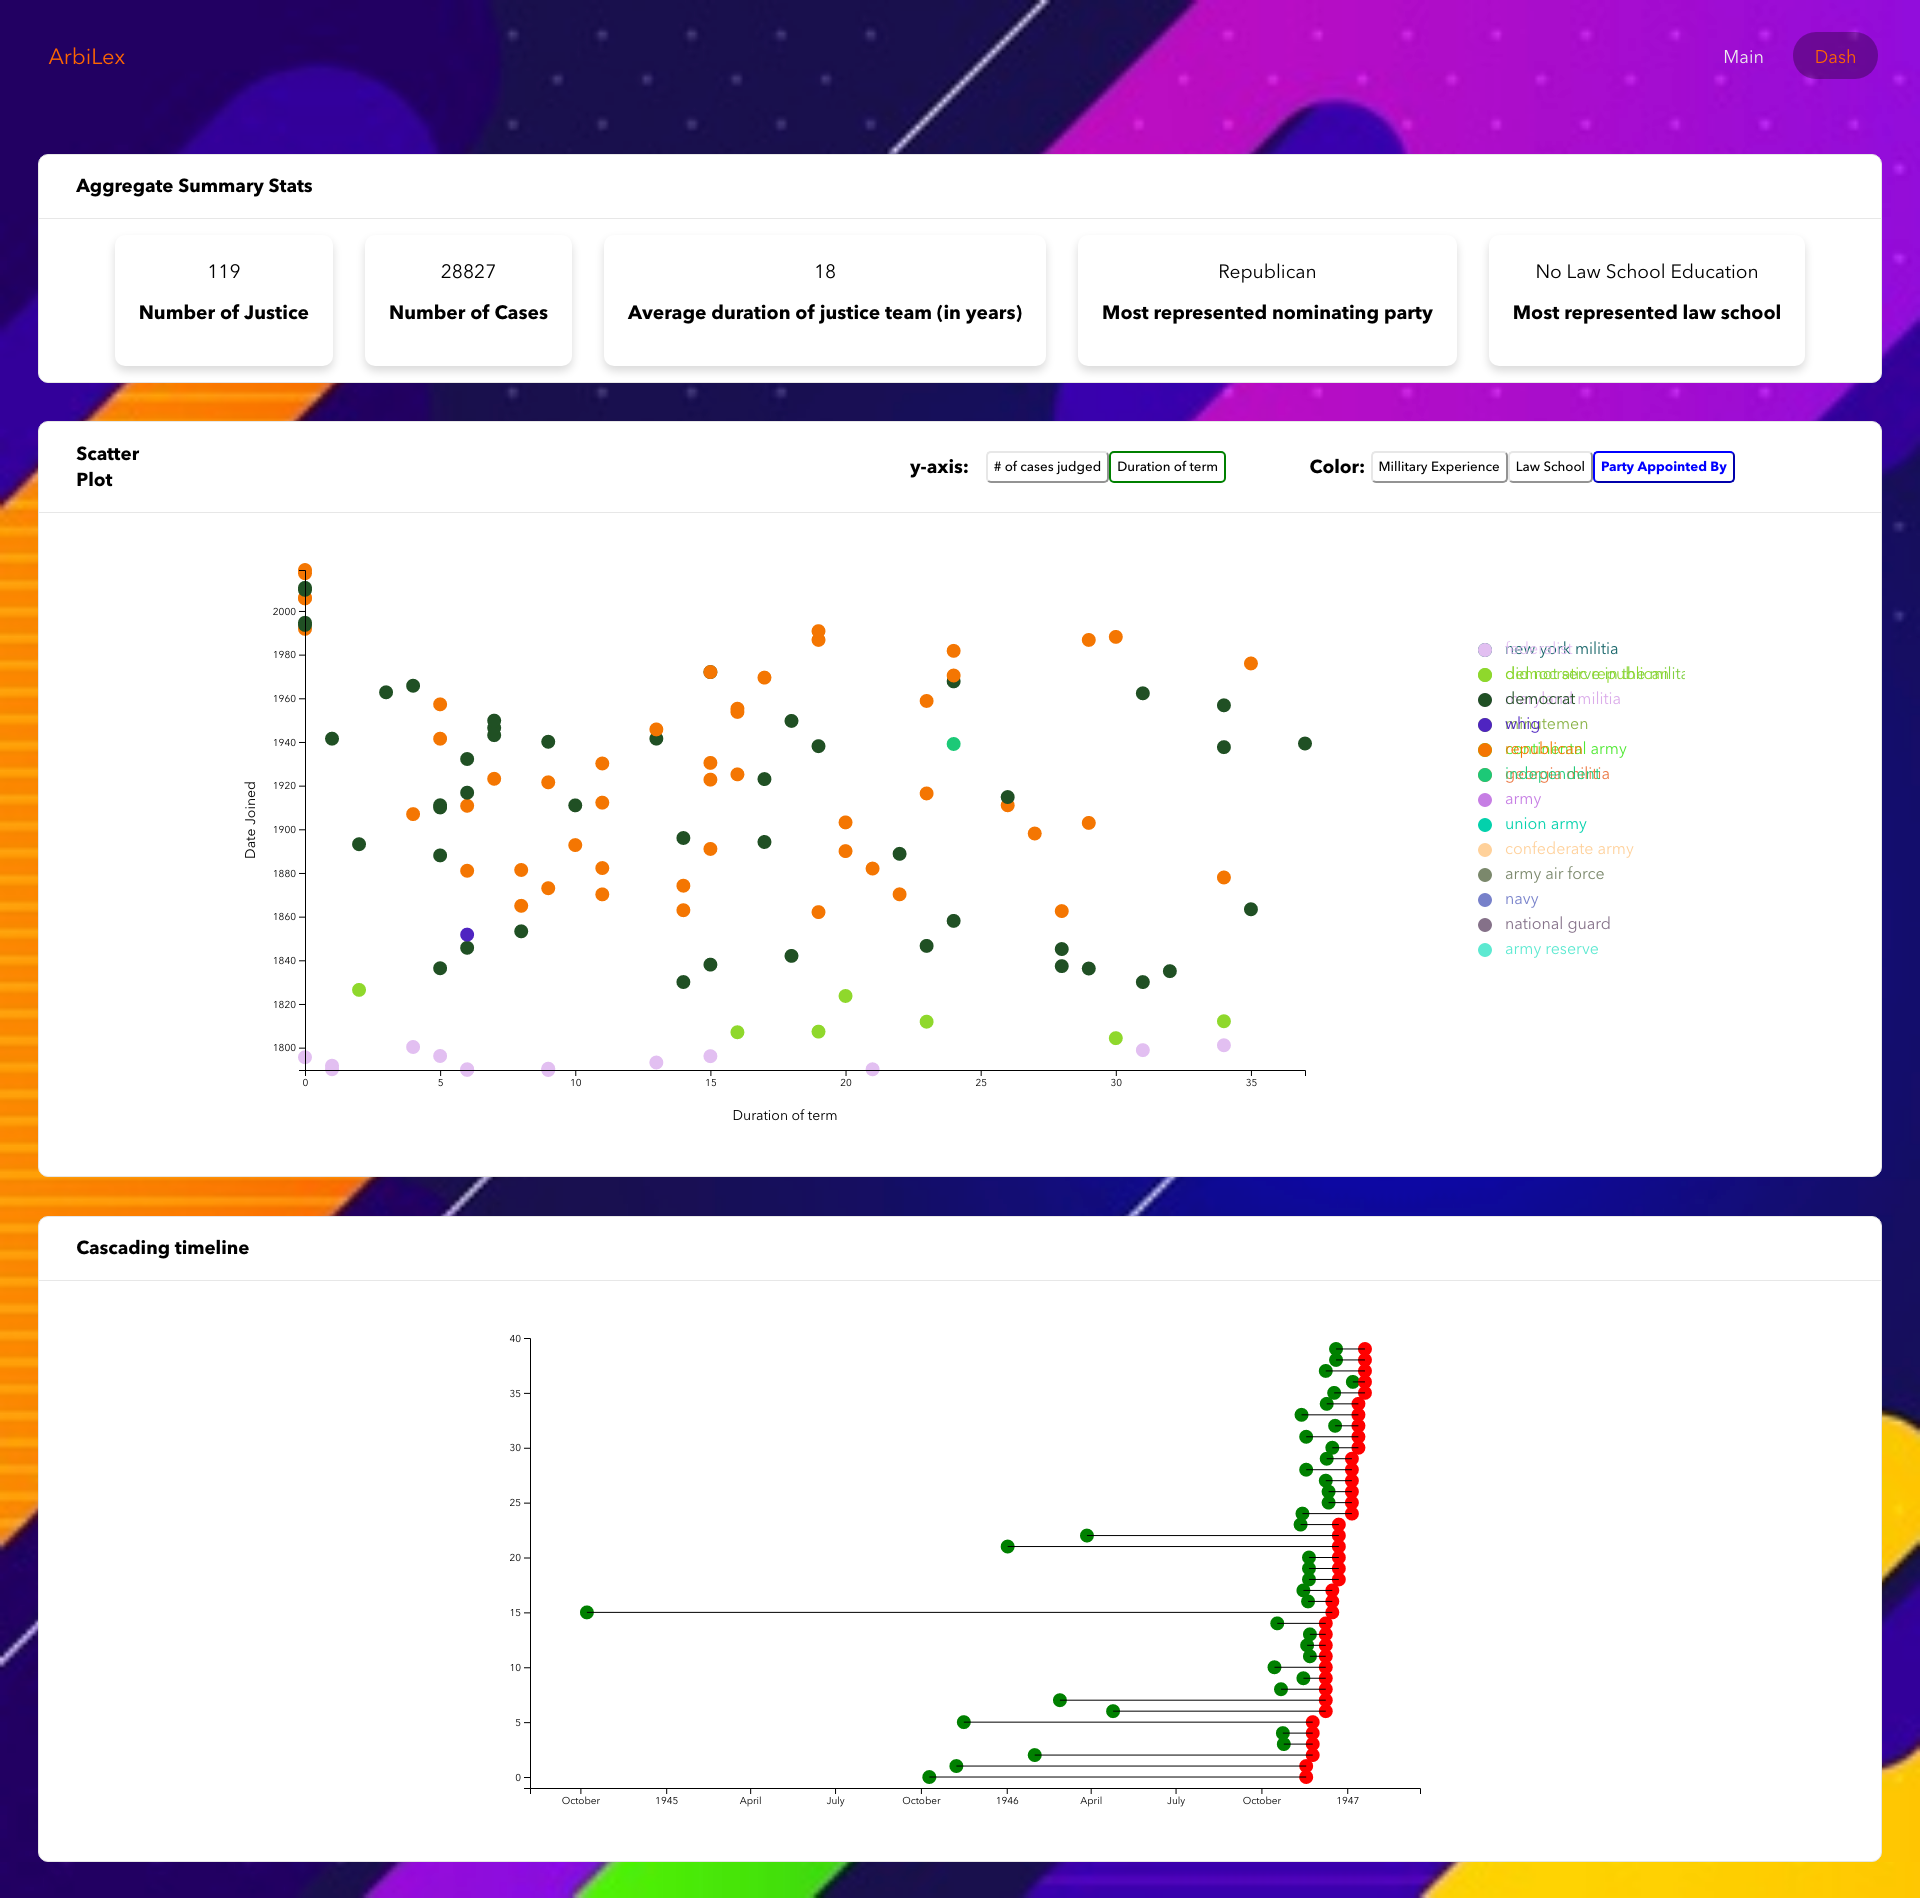 ArbiLex
Main
Dash
Aggregate Summary Stats
119
Number of Justice
28827
Number of Cases
18
Average duration of justice team (in years)
Republican
Most represented nominating party
No Law School Education
Most represented law school
Scatter
Plot
y-axis:
# of cases judged
Duration of term
Color:
Millitary Experience
Law School
Party Appointed By
2000
1980
1960
1940
1920
1900
1880
1860
1840
1820
1800
Date Joined
0
5
10
15
20
25
30
35
Duration of term
new york militia
democrat militia
whig
republican army
independent
army
union army
confederate army
army air force
navy
national guard
army reserve
Cascading timeline
40
35
30
25
20
15
10
5
0
October
1945
April
July
October
1946
April
July
October
1947